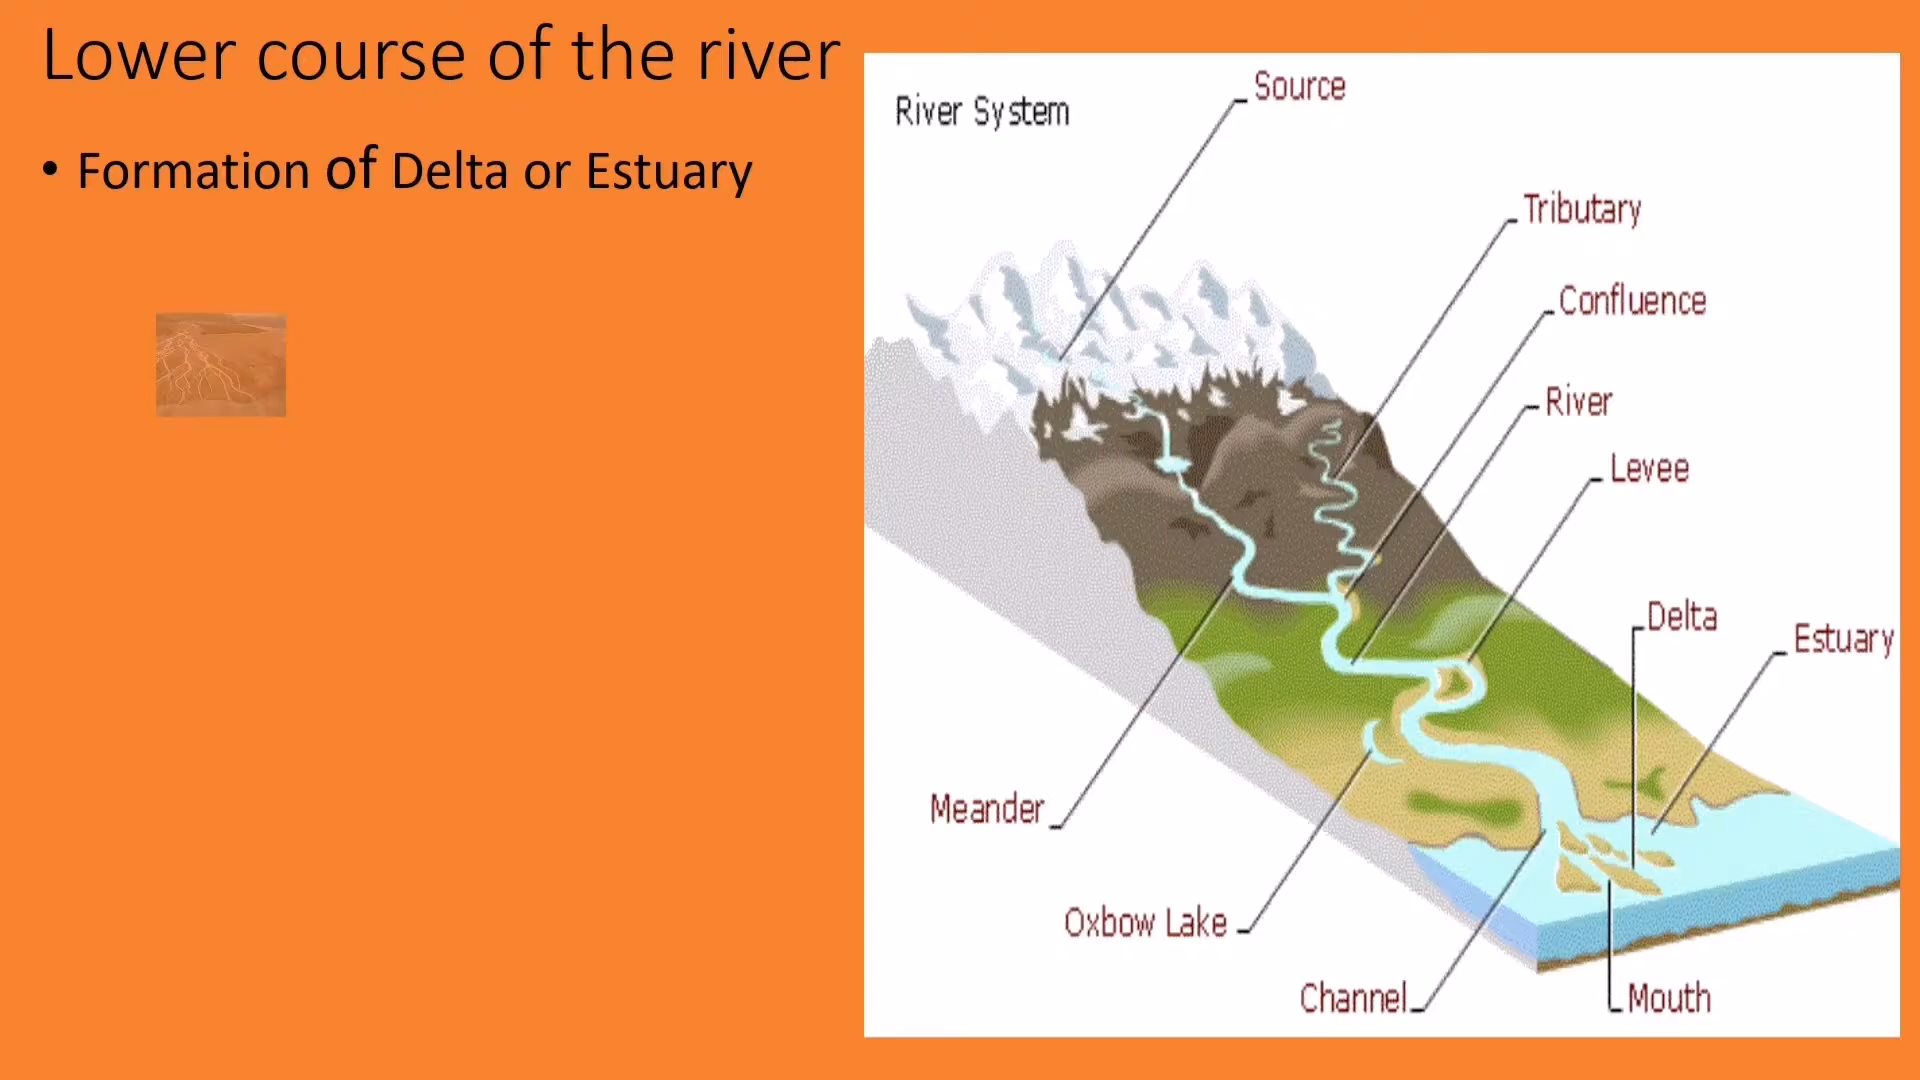 Lower course of the river
• Formation of Delta or Estuary
River System
Source
Tributary
Confluence
River
Levee
Delta
Estuary
Meander
Oxbow Lake
Channel
Mouth